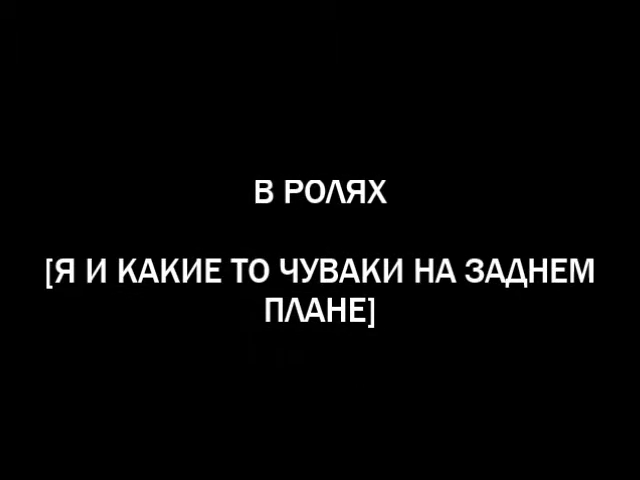 В РОЛЯХ
[Я И КАКИЕ ТО ЧУВАКИ НА ЗАДНЕМ
ПЛАНЕ]